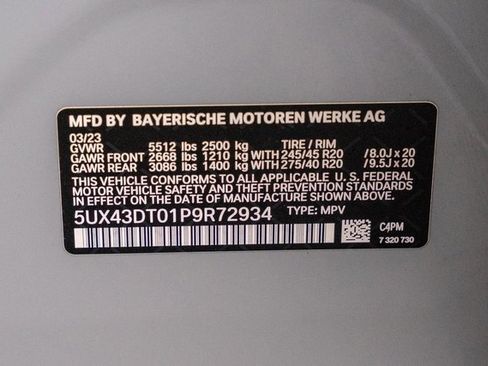 MFD BY BAYERISCHE MOTOREN WERKE AG
03/23
GVWR 5512 lbs 2500 kg TIRE / RIM
GAWR FRONT 2668 lbs 1210 kg WITH 245/45 R20 /8.0J x 20
GAWR REAR 3086 lbs 1400 kg WITH 275/40 R20 /9.5J x 20
THIS VEHICLE CONFORMS TO ALL APPLICABLE U. S. FEDERAL
MOTOR VEHICLE SAFETY AND THEFT PREVENTION STANDARDS
IN EFFECT ON THE DATE OF MANUFACTURE SHOWN ABOVE.
5UX43DT01P9R72934 TYPE: MPV
C4PM
7 320 730